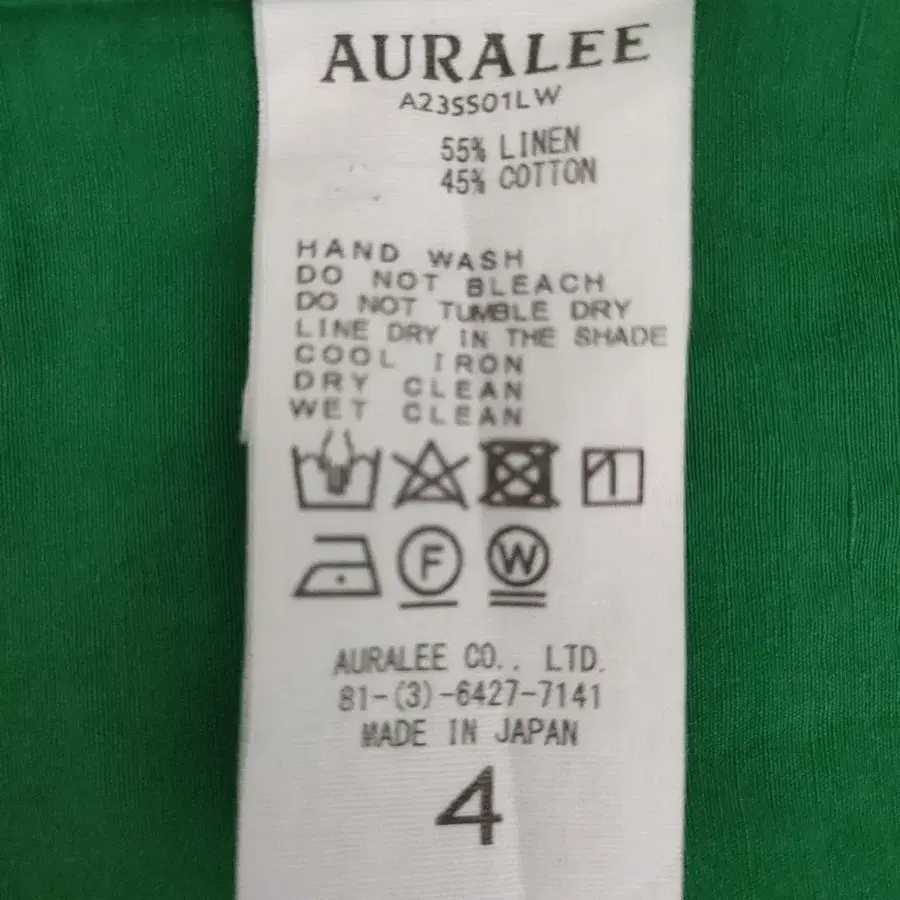 AURALEE
A23SS01LW
55% LINEN
45% COTTON
HAND WASH
DO NOT BLEACH
DO NOT TUMBLE DRY
LINE DRY IN THE SHADE
COOL IRON
DRY CLEAN
WET CLEAN
F W
AURALEE CO., LTD.
81-(3)-6427-7141
MADE IN JAPAN
4